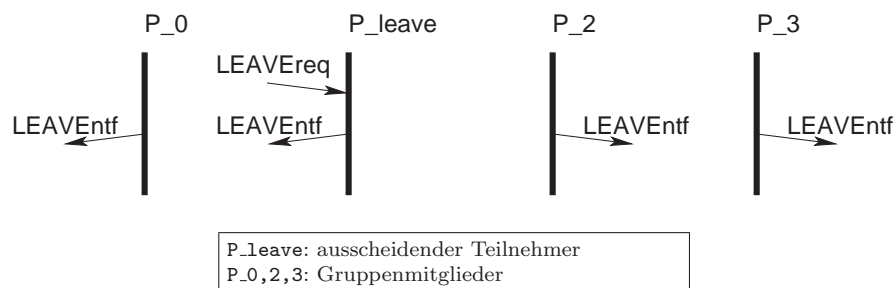 P_0 P_leave P_2 P_3
LEAVEreq
LEAVEntf LEAVEntf LEAVEntf LEAVEntf
P_leave: ausscheidender Teilnehmer
P_0,2,3: Gruppenmitglieder